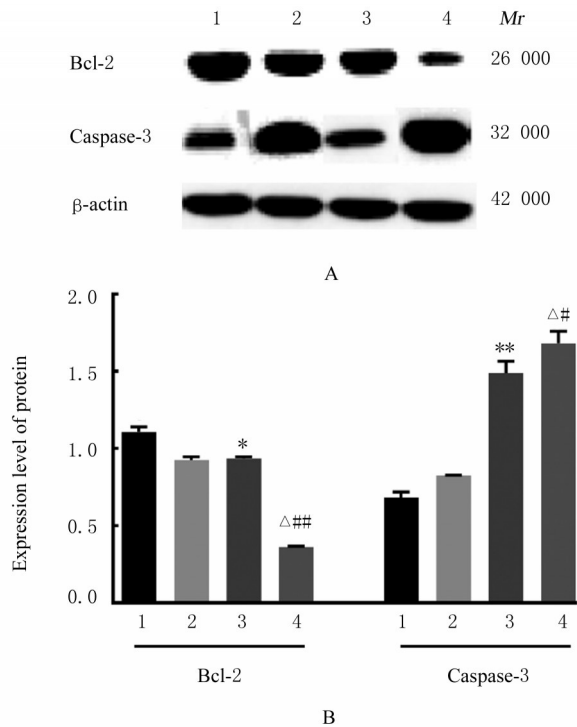 1 2 3 4 Mr
Bcl-2 26 000
Caspase-3 32 000
β-actin 42 000
A
Expression level of protein
2.0
1.5
1.0
0.5
0.0
*
△##
**
△#
1 2 3 4 1 2 3 4
Bcl-2 Caspase-3
B